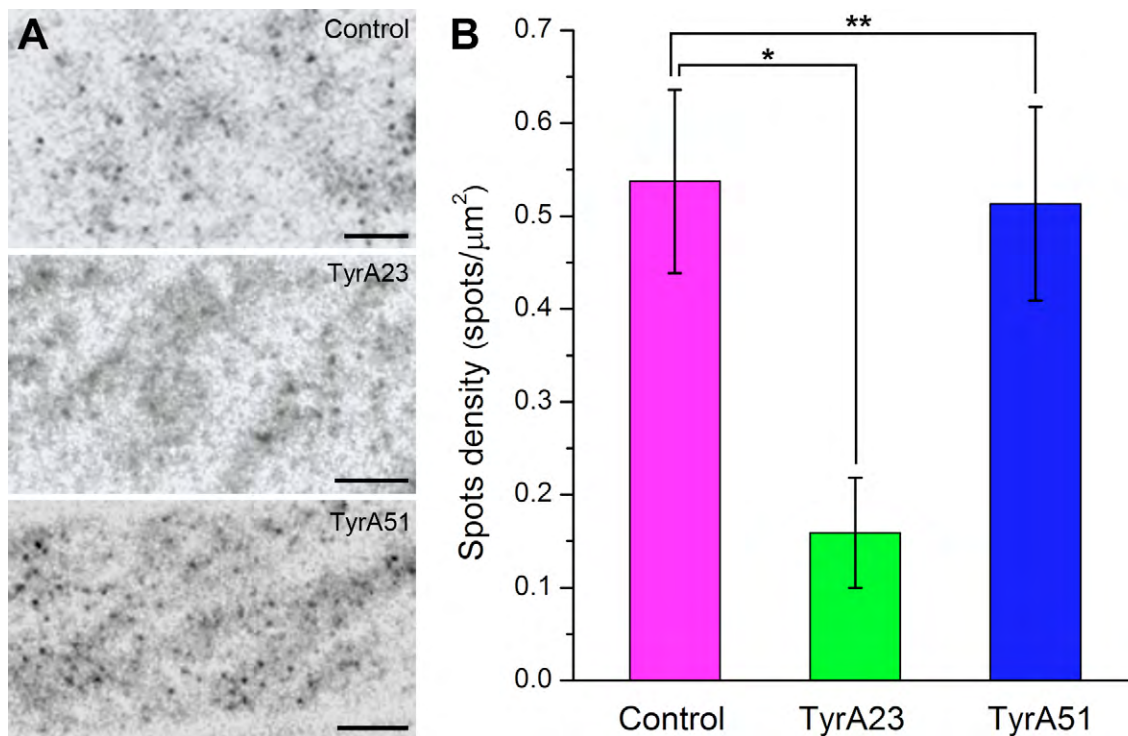 A
Control
TyrA23
TyrA51
B
**
*
0.7
0.6
0.5
0.4
0.3
0.2
0.1
0.0
Spots density (spots/μm²)
Control TyrA23 TyrA51